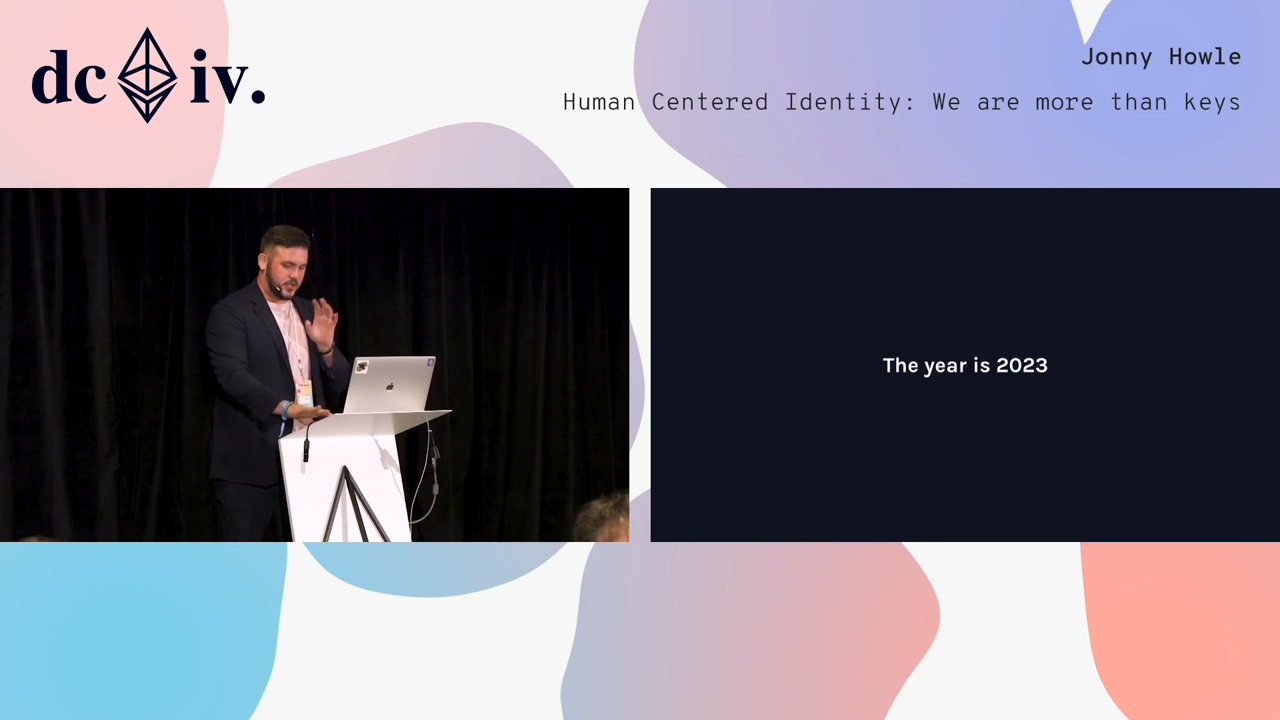 dc iv.
Jonny Howle
Human Centered Identity: We are more than keys
The year is 2023